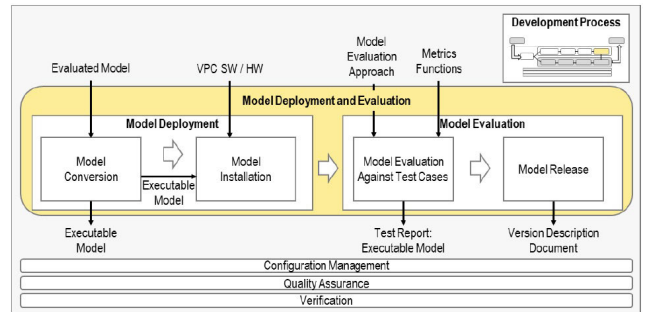 Development Process
Model
Evaluation
Approach
Metrics
Functions
Evaluated Model
VPC SW / HW
Model Deployment and Evaluation
Model Deployment
Model Evaluation
Model
Conversion
Executable
Model
Model
Installation
Model Evaluation
Against Test Cases
Model Release
Executable
Model
Test Report:
Executable Model
Version Description
Document
Configuration Management
Quality Assurance
Verification